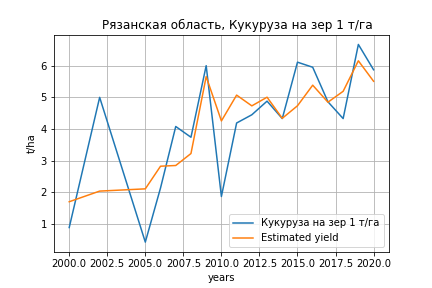 Рязанская область, Кукуруза на зер 1 т/га
t/ha
6
5
4
3
2
1
Кукуруза на зер 1 т/га
Estimated yield
2000.0 2002.5 2005.0 2007.5 2010.0 2012.5 2015.0 2017.5 2020.0
years